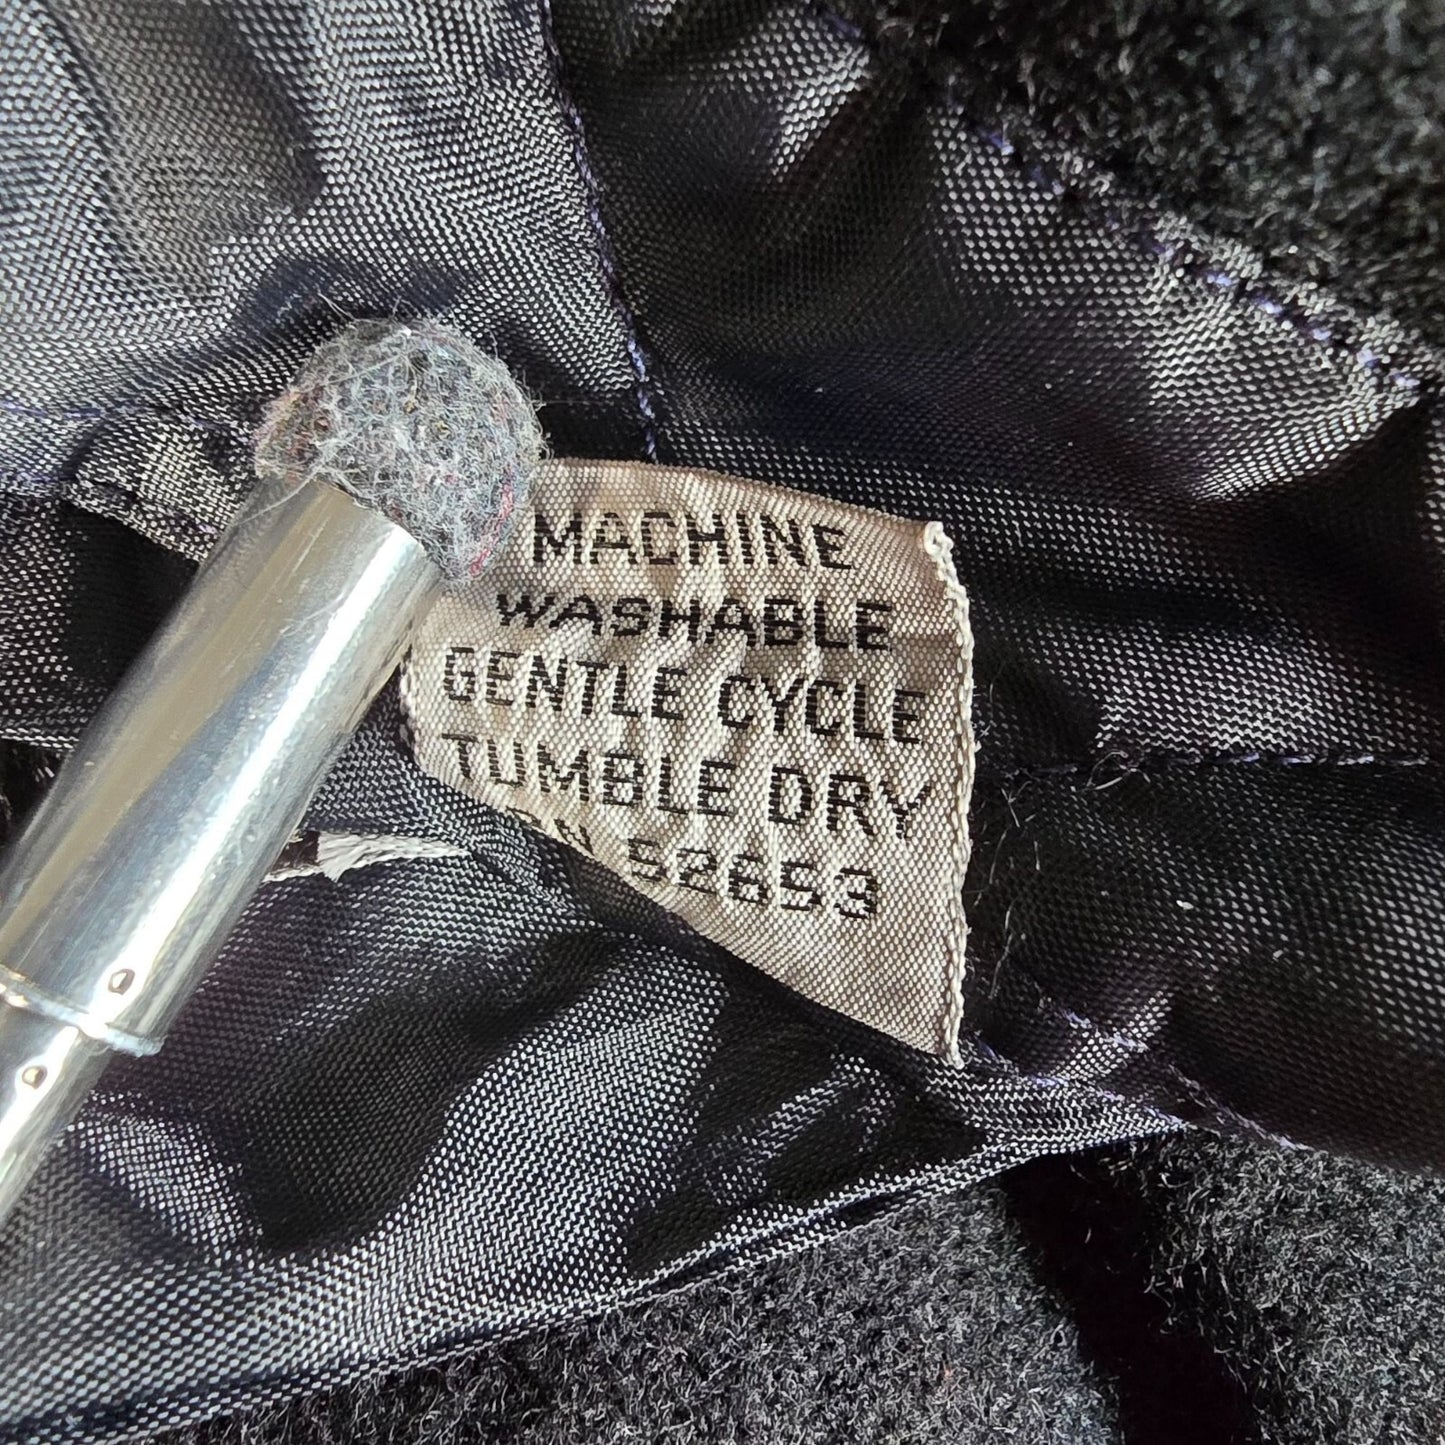 MACHINE
WASHABLE
GENTLE CYCLE
TUMBLE DRY
52653